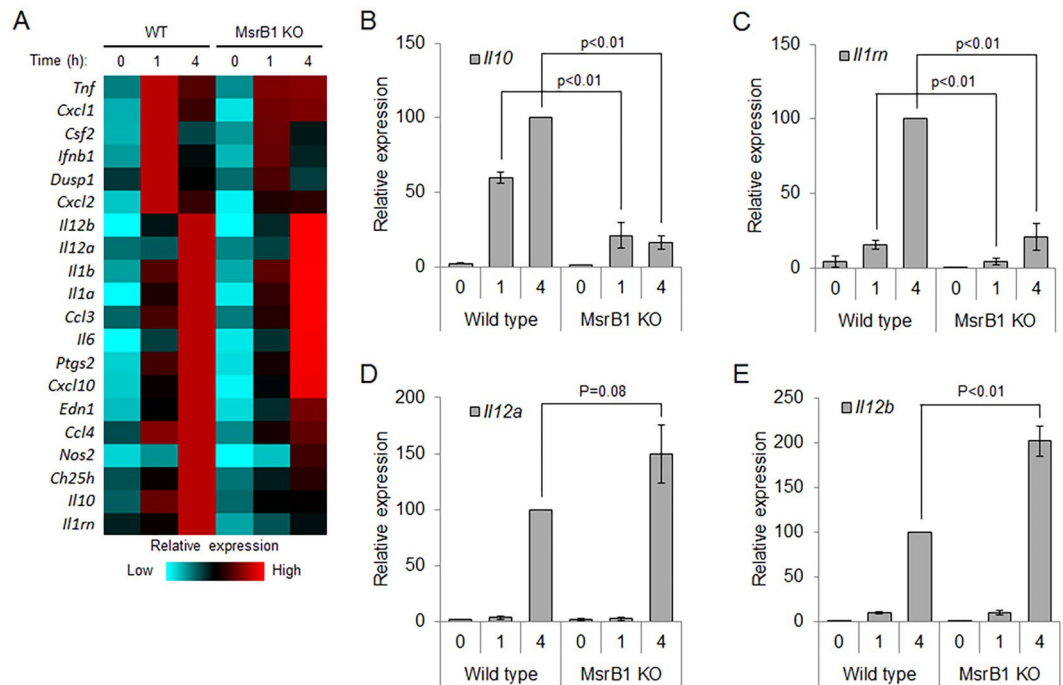 A
WT MsrB1 KO
Time (h): 0 1 4 0 1 4
Tnf
Cxcl1
Csf2
Ifnb1
Dusp1
Cxcl2
Il12b
Il12a
Il1b
Il1a
Ccl3
Il6
Ptgs2
Cxcl10
Edn1
Ccl4
Nos2
Ch25h
Il10
Il1rn
Relative expression
Low High
B
Relative expression
150
100
50
0
Il10
p<0.01
p<0.01
0 1 4 0 1 4
Wild type MsrB1 KO
C
Relative expression
150
100
50
0
Il1rn
p<0.01
p<0.01
0 1 4 0 1 4
Wild type MsrB1 KO
D
Relative expression
200
150
100
50
0
Il12a
P=0.08
0 1 4 0 1 4
Wild type MsrB1 KO
E
Relative expression
250
200
150
100
50
0
Il12b
P<0.01
0 1 4 0 1 4
Wild type MsrB1 KO